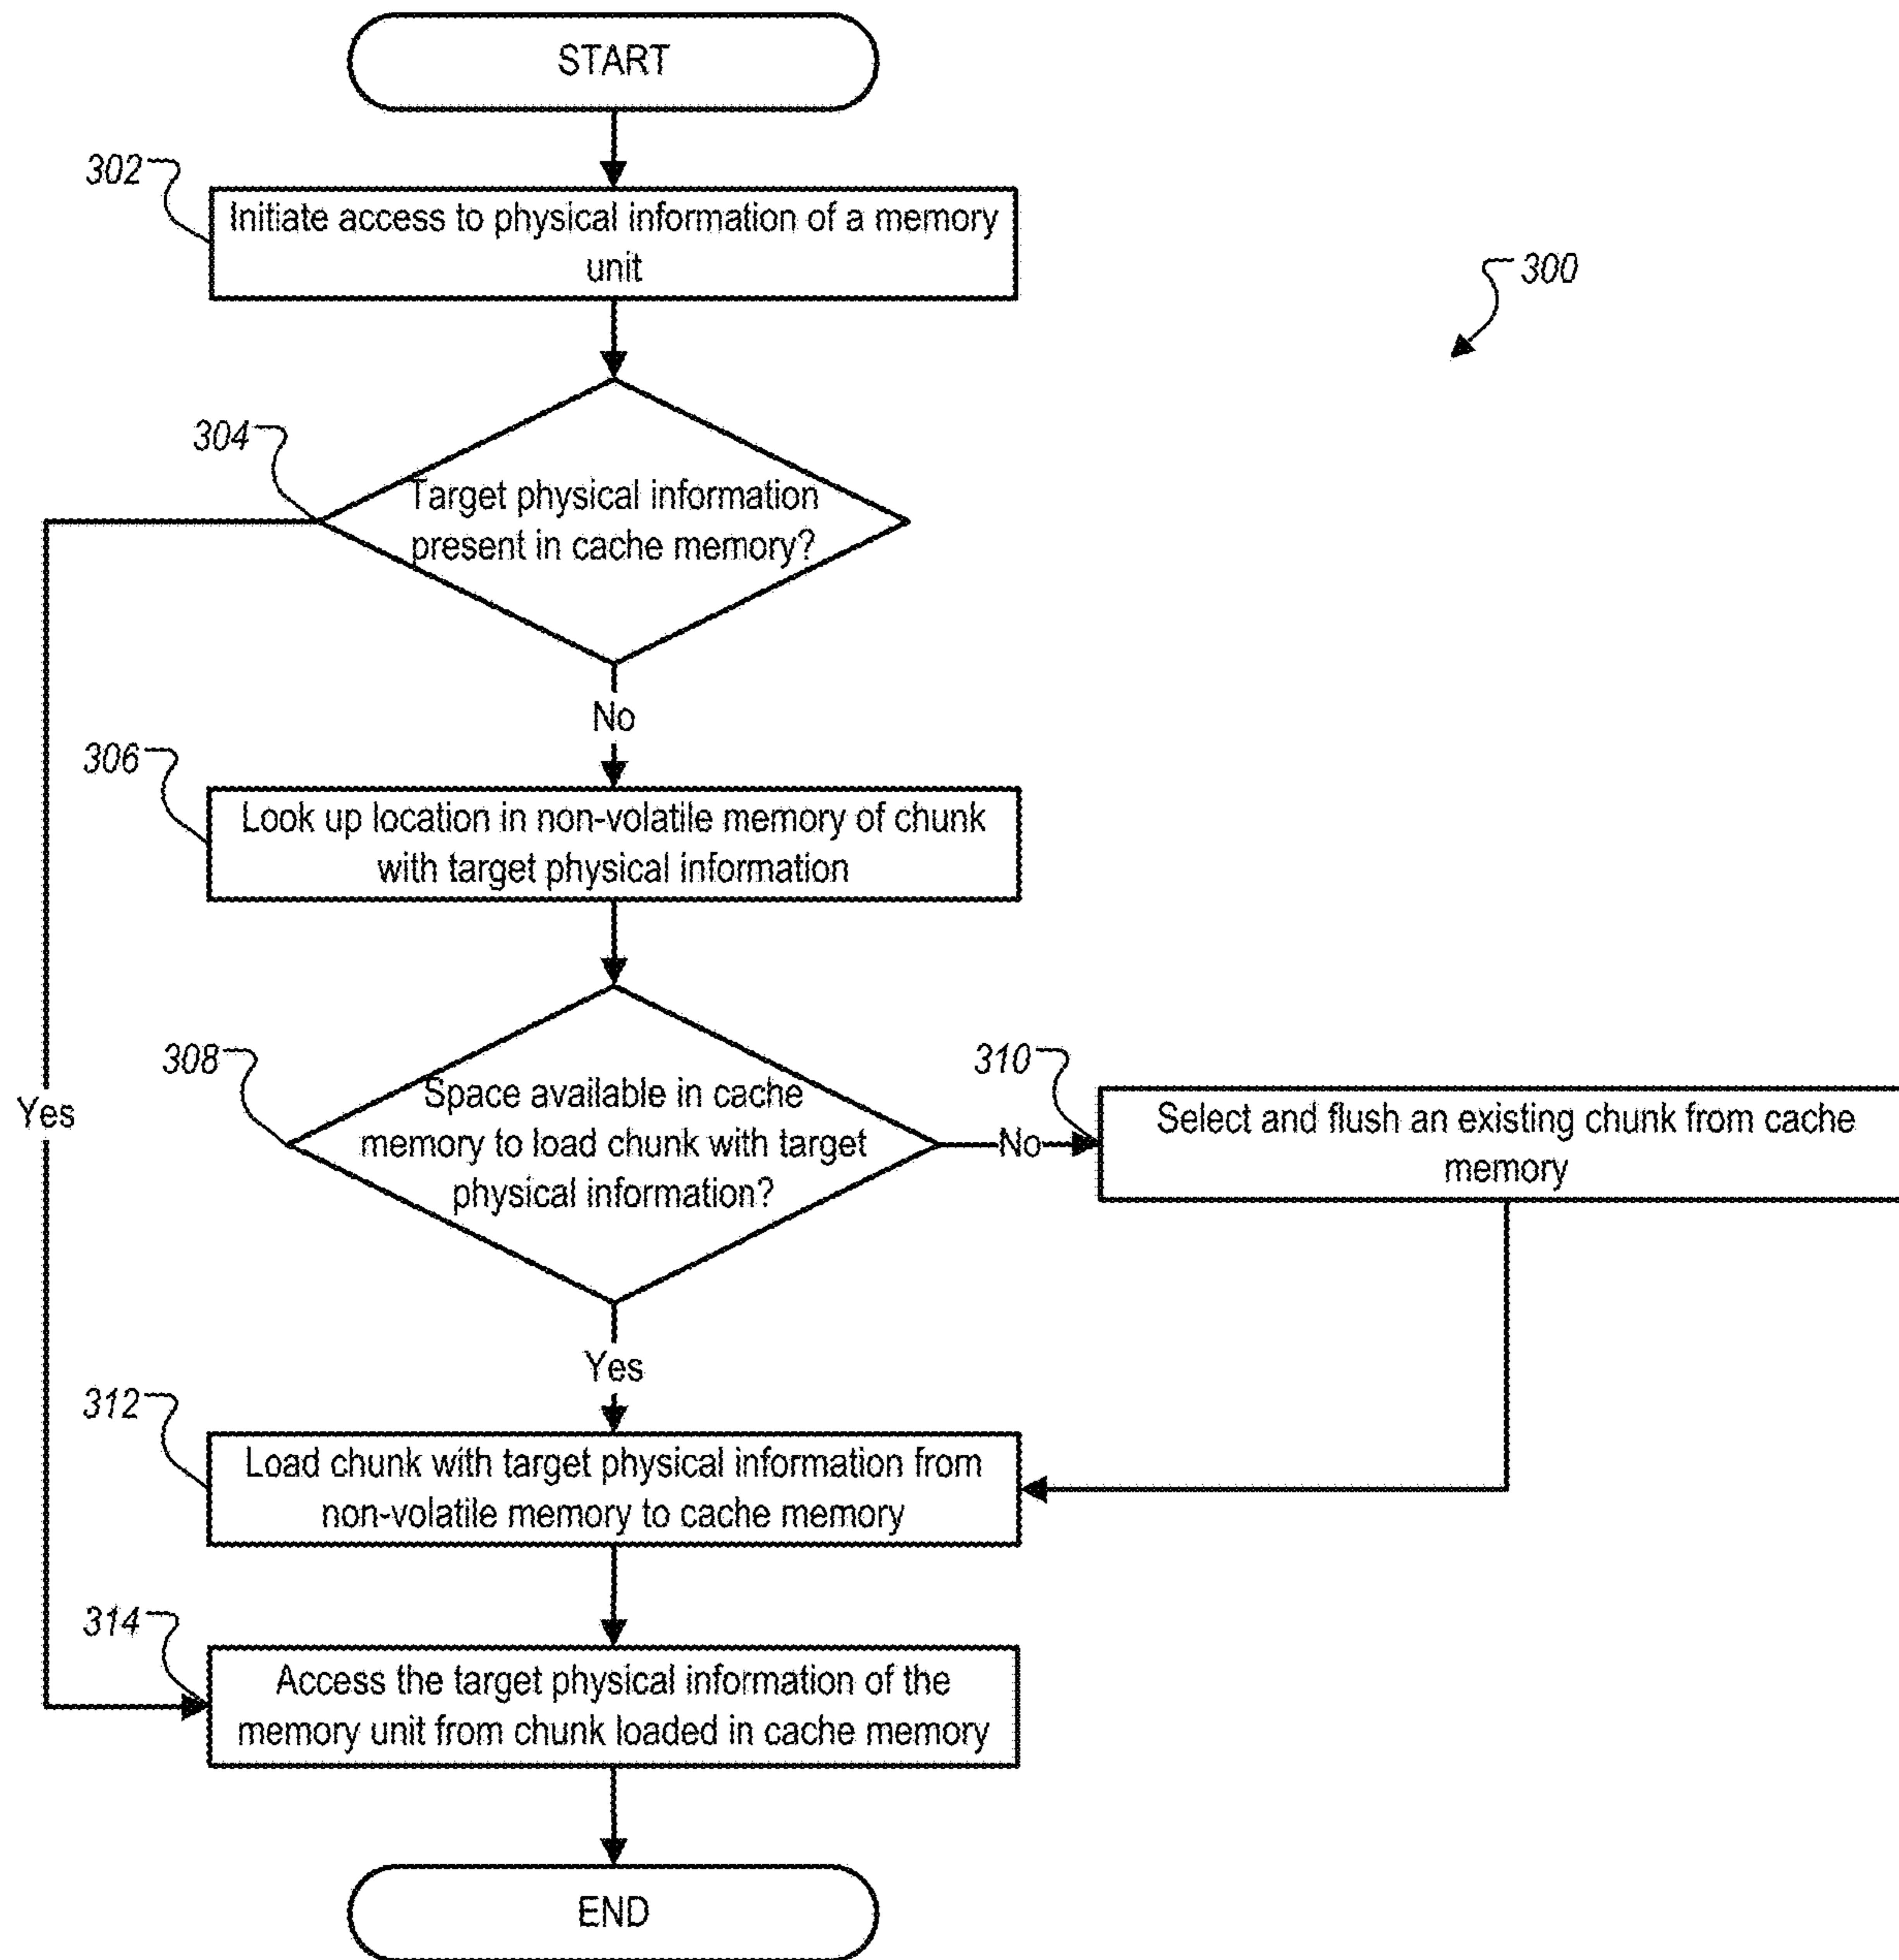 START
302
Initiate access to physical information of a memory
unit
300
304
Target physical information
present in cache memory?
No
306
Look up location in non-volatile memory of chunk
with target physical information
308
Space available in cache
memory to load chunk with target
physical information?
No
310
Select and flush an existing chunk from cache
memory
Yes
Yes
312
Load chunk with target physical information from
non-volatile memory to cache memory
314
Access the target physical information of the
memory unit from chunk loaded in cache memory
END